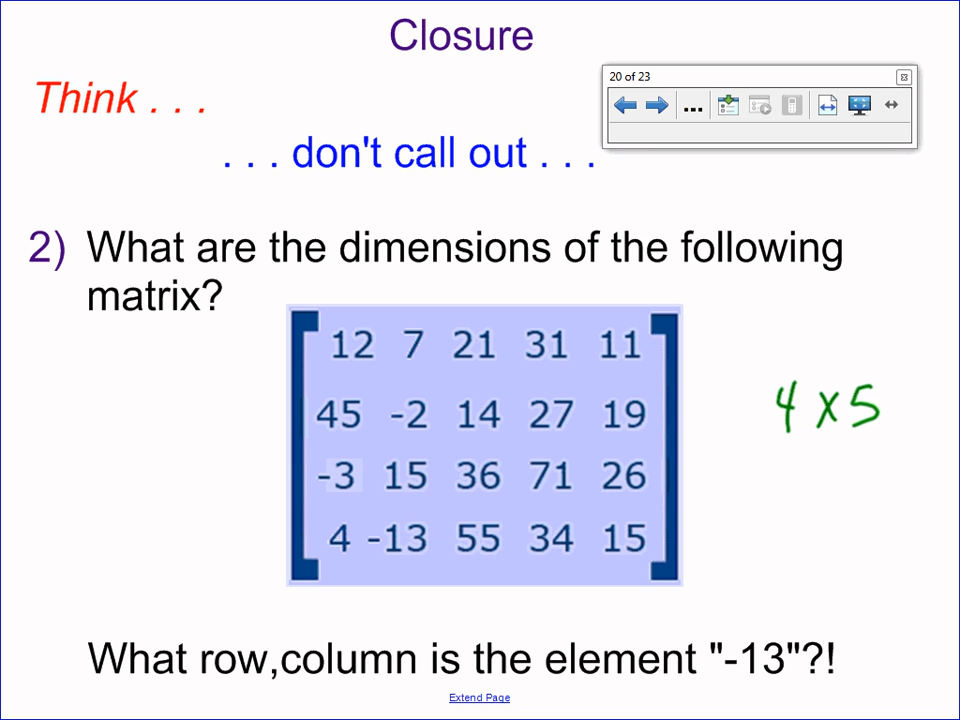 Closure
Think . . .
20 of 23
. . . don't call out . . .
2) What are the dimensions of the following
matrix?
12 7 21 31 11
45 -2 14 27 19
-3 15 36 71 26
4 -13 55 34 15
4 x 5
What row,column is the element "-13"?!
Extend Page